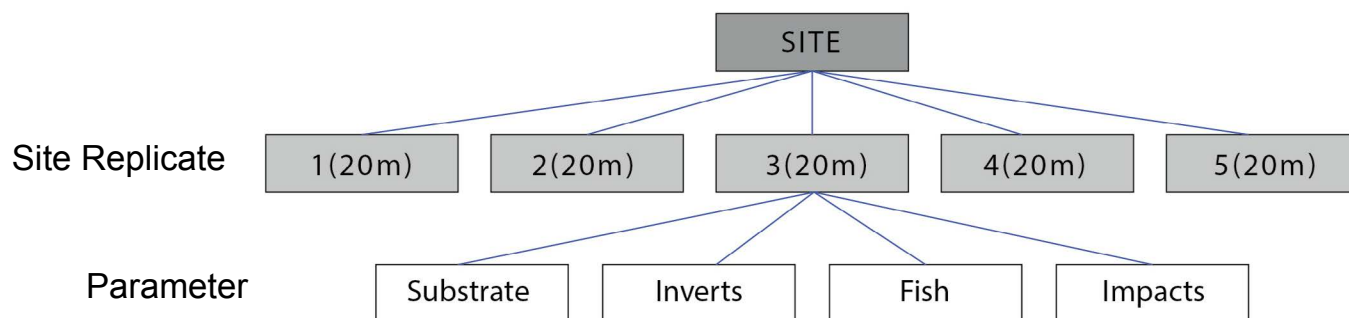 SITE
Site Replicate 1(20m) 2(20m) 3(20m) 4(20m) 5(20m)
Parameter Substrate Inverts Fish Impacts